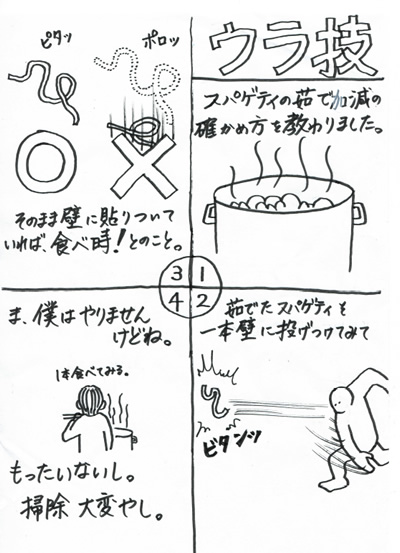 ウラ技
スパゲティの茹で加減の
確かめ方を教わりました。
1
茹でたスパゲティを
一本壁に投げつけてみて
ビタンッ
2
ピタッ
ポロッ
そのまま壁に貼りついて
いれば、食べ時!とのこと。
3
4
ま、僕はやりません
けどね。
1本食べてみる。
もったいないし。
掃除大変やし。